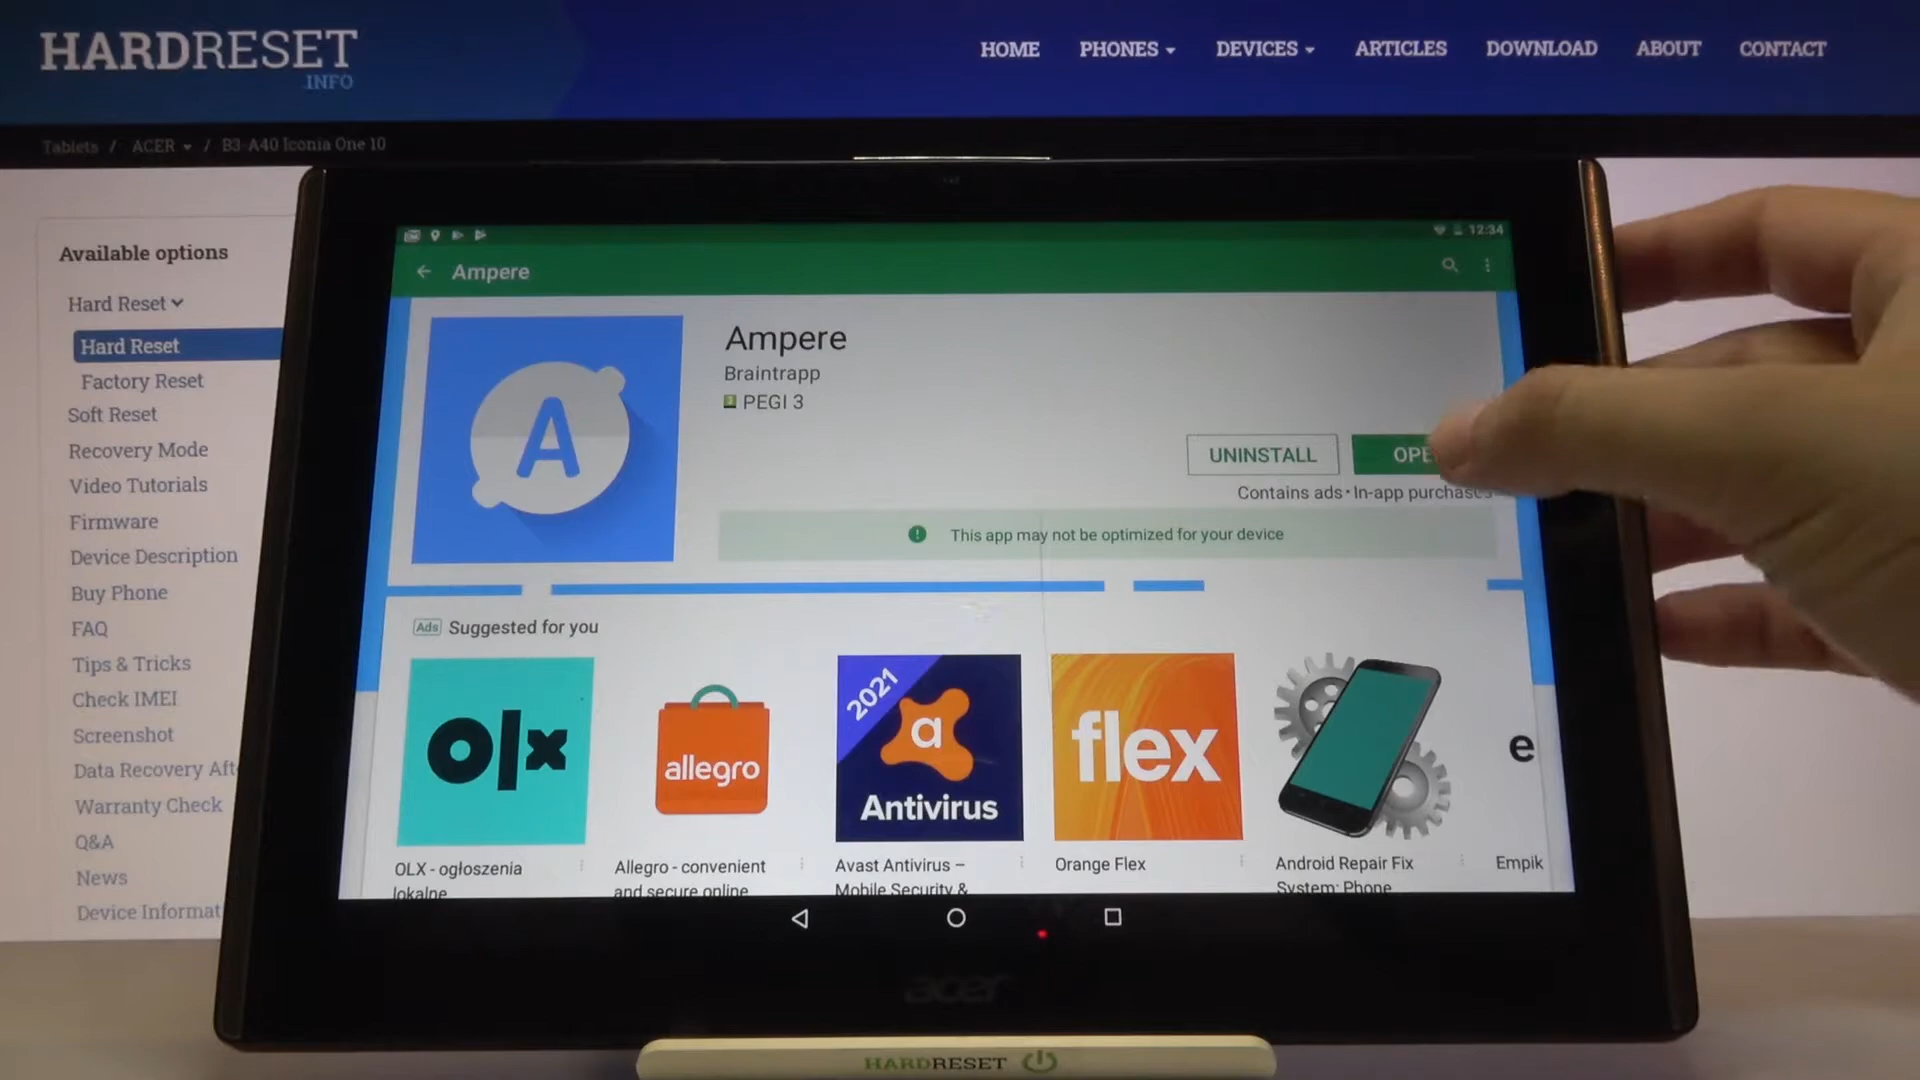 HARDRESET
.INFO
HOME PHONES DEVICES ARTICLES DOWNLOAD ABOUT CONTACT
Tablets / ACER / B3-A40 Iconia One 10
Available options
Hard Reset
Hard Reset
Factory Reset
Soft Reset
Recovery Mode
Video Tutorials
Firmware
Device Description
Buy Phone
FAQ
Tips & Tricks
Check IMEI
Screenshot
Data Recovery Aft
Warranty Check
Q&A
News
Device Informat
12:34
Ampere
A
Ampere
Braintrapp
3 PEGI 3
UNINSTALL OPE
Contains ads · In-app purchases
! This app may not be optimized for your device
Ads Suggested for you
olx
allegro
2021
a
Antivirus
flex
e
OLX - ogłoszenia
lokalne
Allegro - convenient
and secure online
Avast Antivirus –
Mobile Security &
Orange Flex
Android Repair Fix
System: Phone
Empik
acer
HARDRESET